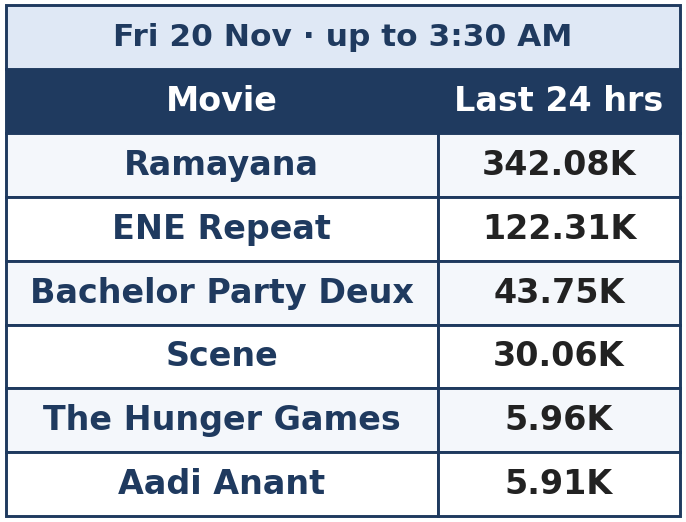 Fri 20 Nov · up to 3:30 AM
Movie Last 24 hrs
Ramayana 342.08K
ENE Repeat 122.31K
Bachelor Party Deux 43.75K
Scene 30.06K
The Hunger Games 5.96K
Aadi Anant 5.91K